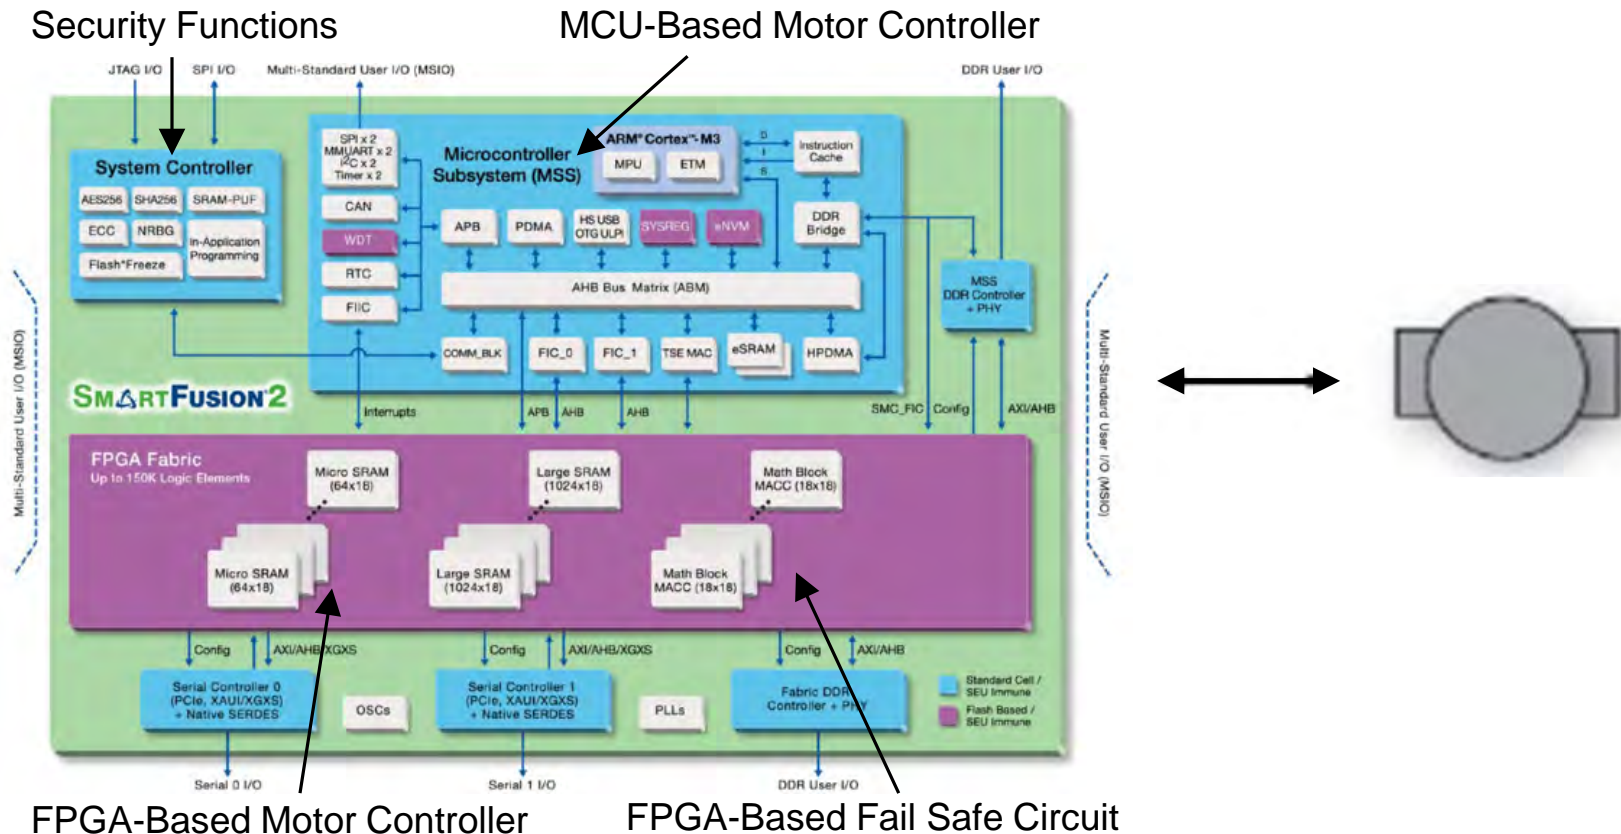 Security Functions
MCU-Based Motor Controller
JTAG I/O
SPI I/O
Multi-Standard User I/O (MSIO)
DDR User I/O
System Controller
AES256
SHA256
SRAM-PUF
ECC
NRBG
In-Application
Programming
Flash*Freeze
SPI x 2
MMUART x 2
I²C x 2
Timer x 2
CAN
WDT
RTC
FIIC
Microcontroller
Subsystem (MSS)
ARM® Cortex™-M3
MPU
ETM
D
I
S
Instruction
Cache
APB
PDMA
HS USB
OTG ULPI
SYSREG
eNVM
DDR
Bridge
AHB Bus Matrix (ABM)
COMM_BLK
FIC_0
FIC_1
TSE MAC
eSRAM
HPDMA
MSS
DDR Controller
+ PHY
Multi-Standard User I/O (MSIO)
Multi-Standard User I/O (MSIO)
SMARTFUSION®2
Interrupts
APB
AHB
AHB
SMC_FIC
Config
AXI/AHB
FPGA Fabric
Up to 150K Logic Elements
Micro SRAM
(64x18)
Large SRAM
(1024x18)
Math Block
MACC (18x18)
Micro SRAM
(64x18)
Large SRAM
(1024x18)
Math Block
MACC (18x18)
Config
AXI/AHB/XGXS
Config
AXI/AHB/XGXS
Config
AXI/AHB
Serial Controller 0
(PCIe, XAUI/XGXS)
+ Native SERDES
OSCs
Serial Controller 1
(PCIe, XAUI/XGXS)
+ Native SERDES
PLLs
Fabric DDR
Controller + PHY
Standard Cell /
SEU Immune
Flash Based /
SEU Immune
Serial 0 I/O
Serial 1 I/O
DDR User I/O
FPGA-Based Motor Controller
FPGA-Based Fail Safe Circuit